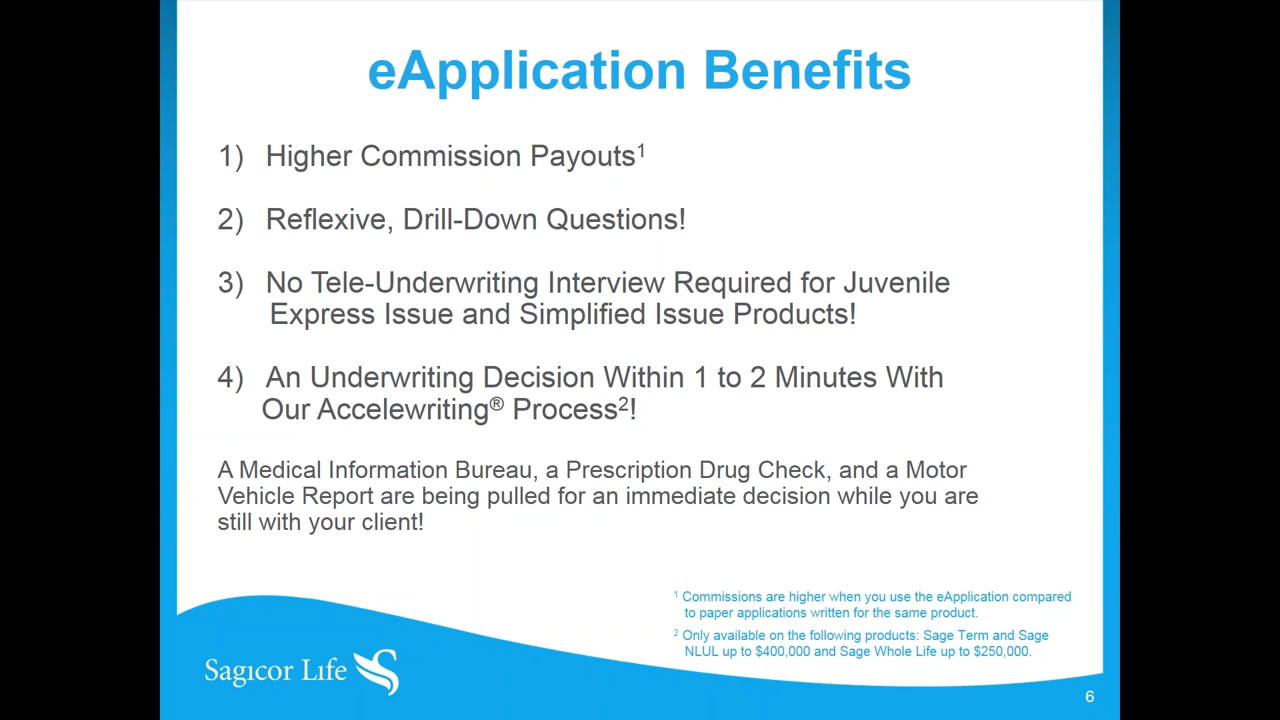 eApplication Benefits
1) Higher Commission Payouts¹
2) Reflexive, Drill-Down Questions!
3) No Tele-Underwriting Interview Required for Juvenile
Express Issue and Simplified Issue Products!
4) An Underwriting Decision Within 1 to 2 Minutes With
Our Accelewriting® Process²!
A Medical Information Bureau, a Prescription Drug Check, and a Motor
Vehicle Report are being pulled for an immediate decision while you are
still with your client!
¹ Commissions are higher when you use the eApplication compared
to paper applications written for the same product.
² Only available on the following products: Sage Term and Sage
NLUL up to $400,000 and Sage Whole Life up to $250,000.
Sagicor Life
6